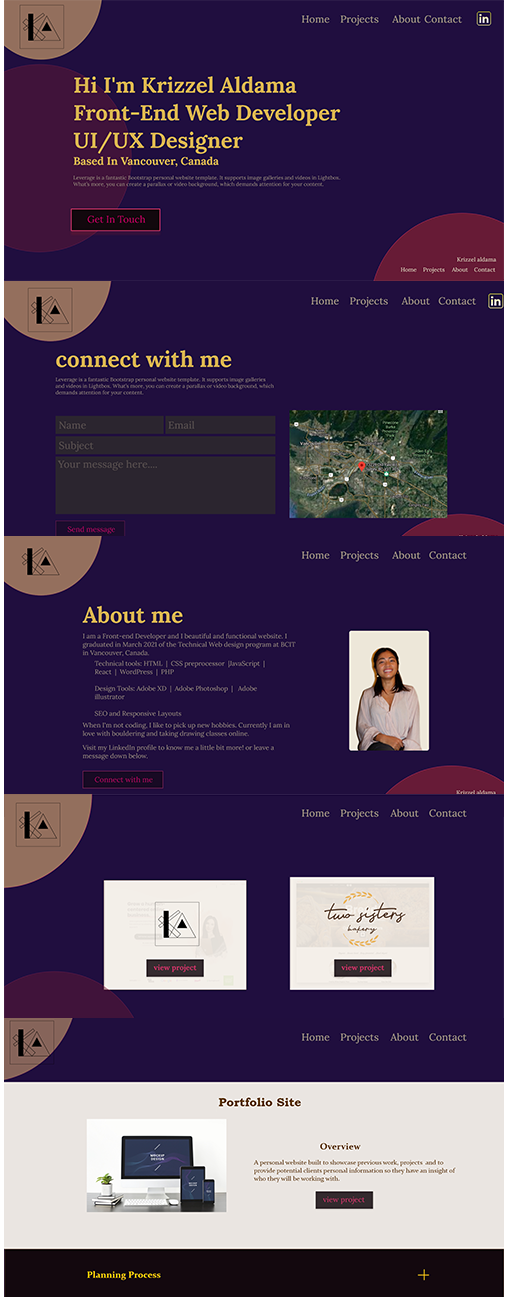 Home Projects About Contact in
KA
Hi I'm Krizzel Aldama
Front-End Web Developer
UI/UX Designer
Based In Vancouver, Canada
Leverage is a fantastic Bootstrap personal website template. It supports image galleries and videos in Lightbox.
What's more, you can create a parallax or video background, which demands attention for your content.
Get In Touch
Krizzel aldama
Home Projects About Contact
KA
Home Projects About Contact in
connect with me
Leverage is a fantastic Bootstrap personal website template. It supports image galleries
and videos in Lightbox. What's more, you can create a parallax or video background, which
demands attention for your content.
Name Email
Subject
Your message here....
Send message
KA
Home Projects About Contact
About me
I am a Front-end Developer and I beautiful and functional website. I
graduated in March 2021 of the Technical Web design program at BCIT
in Vancouver, Canada.
Technical tools: HTML | CSS preprocessor |JavaScript |
React | WordPress | PHP
Design Tools: Adobe XD | Adobe Photoshop | Adobe
illustrator
SEO and Responsive Layouts
When I'm not coding, I like to pick up new hobbies. Currently I am in
love with bouldering and taking drawing classes online.
Visit my LinkedIn profile to know me a little bit more! or leave a
message down below.
Connect with me
Krizzel aldama
KA
Home Projects About Contact
KA
view project
two sisters
bakery
view project
KA
Home Projects About Contact
Portfolio Site
MOCKUP
DESIGN
Overview
A personal website built to showcase previous work, projects and to
provide potential clients personal information so they have an insight of
who they will be working with.
view project
Planning Process +